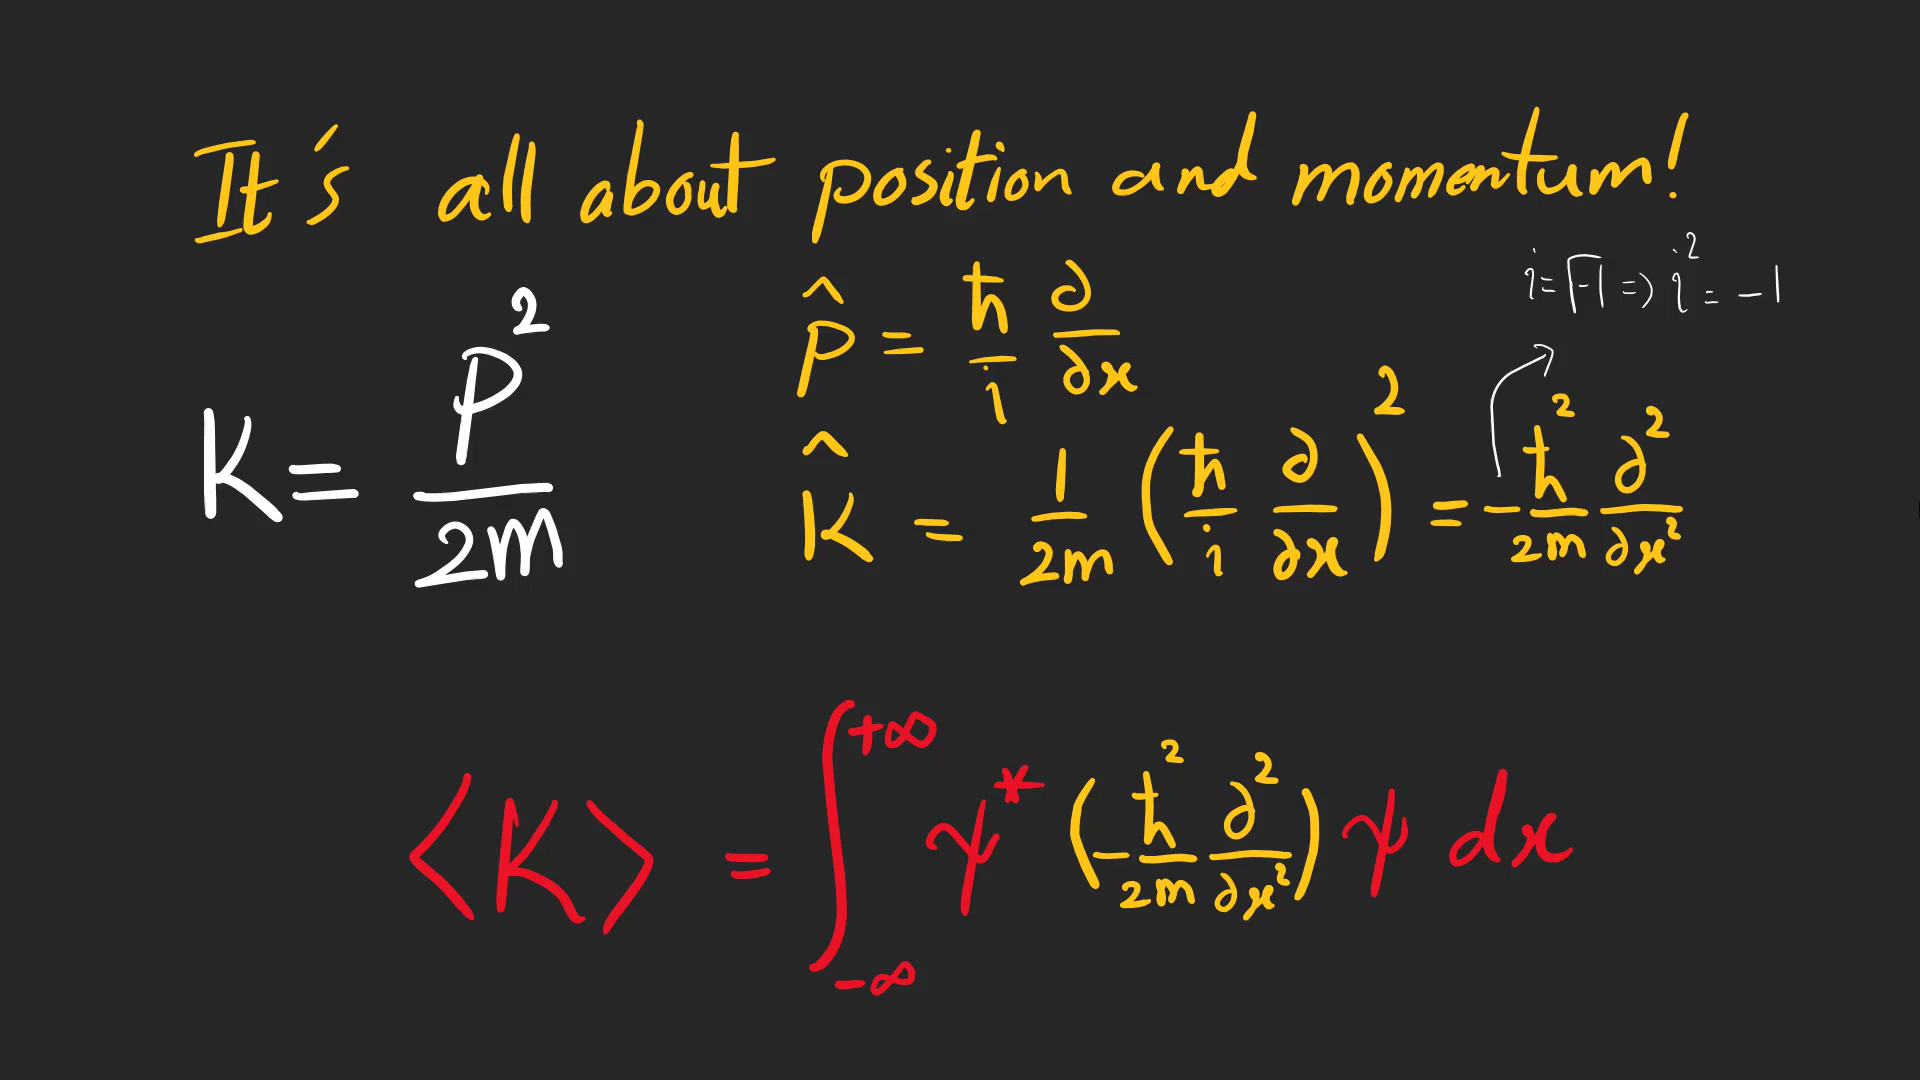 It's all about position and momentum!
i=√-1 => i² = -1
K = P²/2m
p̂ = ħ/i ∂/∂x
K̂ = 1/2m (ħ/i ∂/∂x)² = -ħ²/2m ∂²/∂x²
⟨K⟩ = ∫_{-∞}^{+∞} ψ* (-ħ²/2m ∂²/∂x²) ψ dx